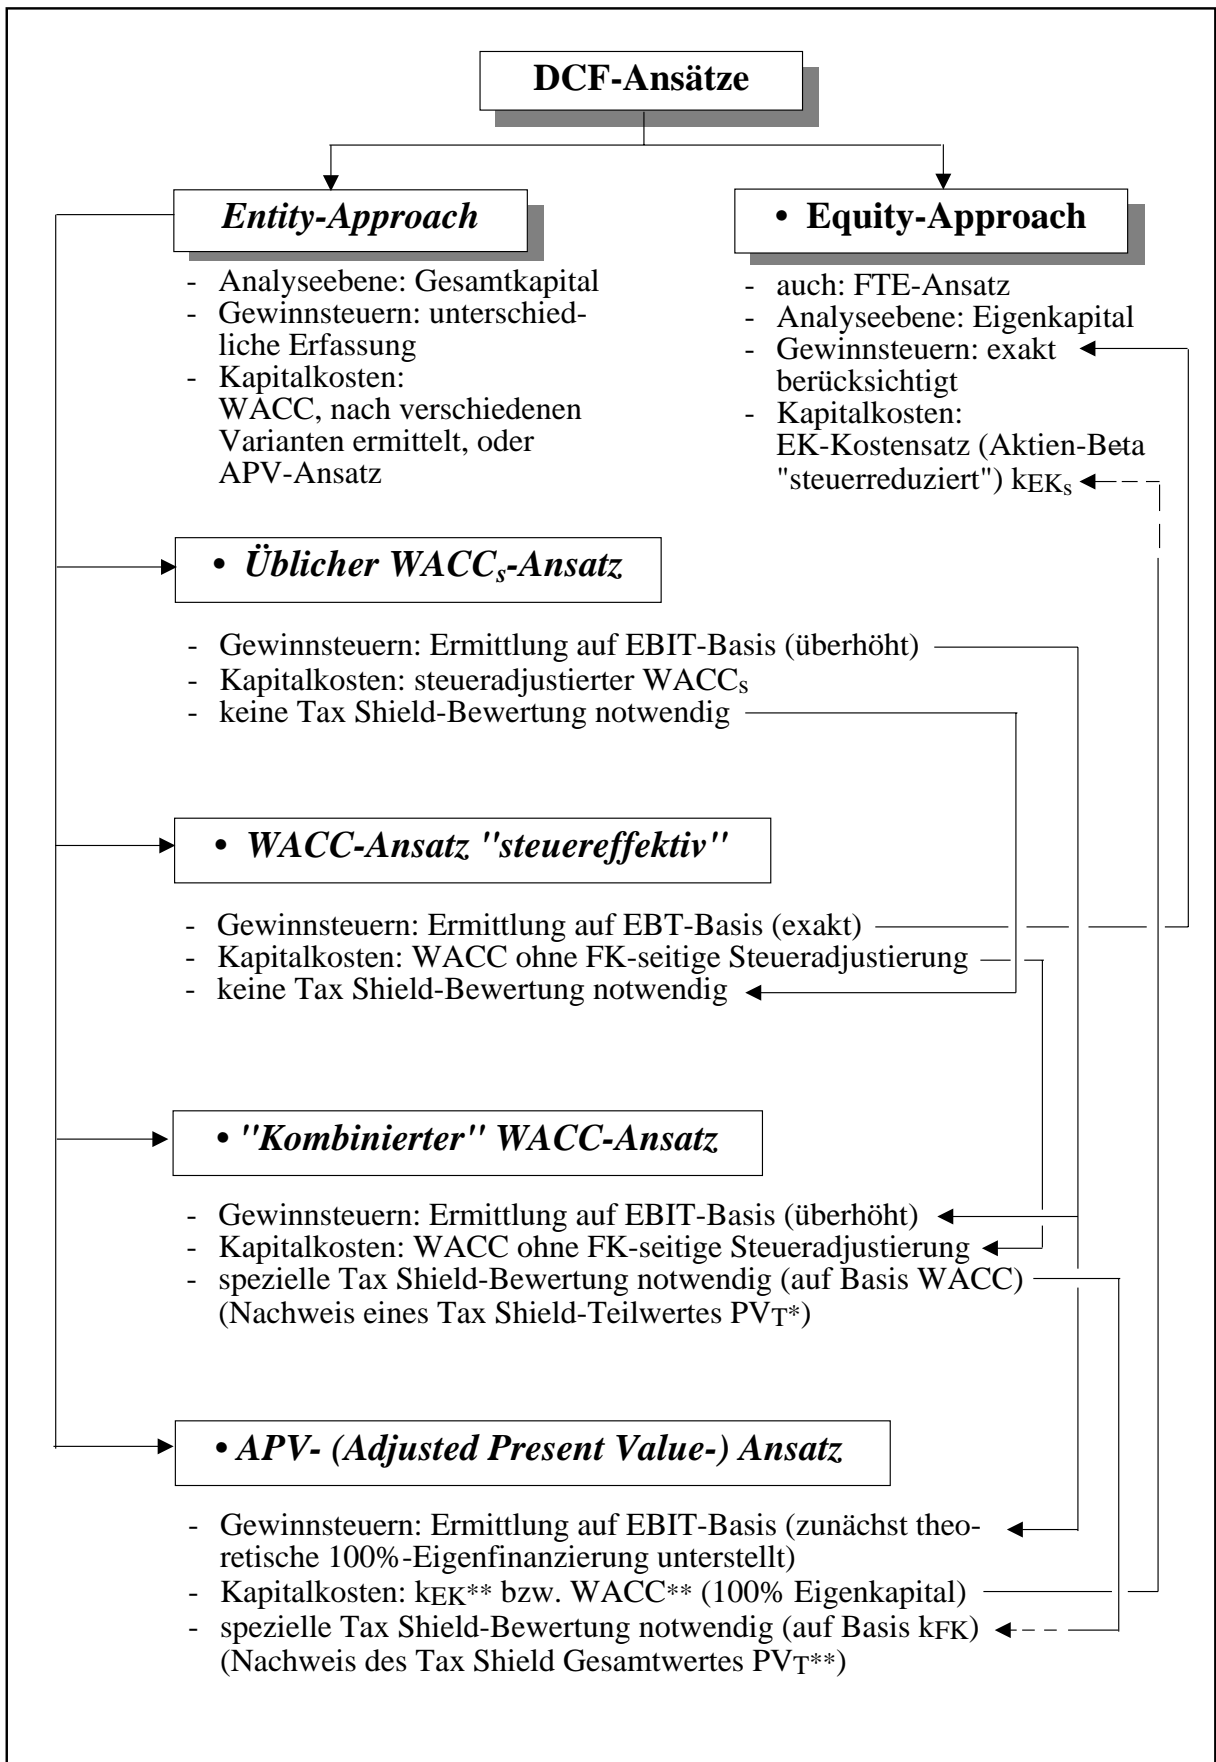 DCF-Ansätze
Entity-Approach
- Analyseebene: Gesamtkapital
- Gewinnsteuern: unterschied-
liche Erfassung
- Kapitalkosten:
WACC, nach verschiedenen
Varianten ermittelt, oder
APV-Ansatz
• Equity-Approach
- auch: FTE-Ansatz
- Analyseebene: Eigenkapital
- Gewinnsteuern: exakt
berücksichtigt
- Kapitalkosten:
EK-Kostensatz (Aktien-Beta
"steuerreduziert") kEKs
• Üblicher WACCs-Ansatz
- Gewinnsteuern: Ermittlung auf EBIT-Basis (überhöht)
- Kapitalkosten: steueradjustierter WACCs
- keine Tax Shield-Bewertung notwendig
• WACC-Ansatz "steuereffektiv"
- Gewinnsteuern: Ermittlung auf EBT-Basis (exakt)
- Kapitalkosten: WACC ohne FK-seitige Steueradjustierung
- keine Tax Shield-Bewertung notwendig
• "Kombinierter" WACC-Ansatz
- Gewinnsteuern: Ermittlung auf EBIT-Basis (überhöht)
- Kapitalkosten: WACC ohne FK-seitige Steueradjustierung
- spezielle Tax Shield-Bewertung notwendig (auf Basis WACC)
(Nachweis eines Tax Shield-Teilwertes PVT*)
• APV- (Adjusted Present Value-) Ansatz
- Gewinnsteuern: Ermittlung auf EBIT-Basis (zunächst theo-
retische 100%-Eigenfinanzierung unterstellt)
- Kapitalkosten: kEK** bzw. WACC** (100% Eigenkapital)
- spezielle Tax Shield-Bewertung notwendig (auf Basis kFK)
(Nachweis des Tax Shield Gesamtwertes PVT**)